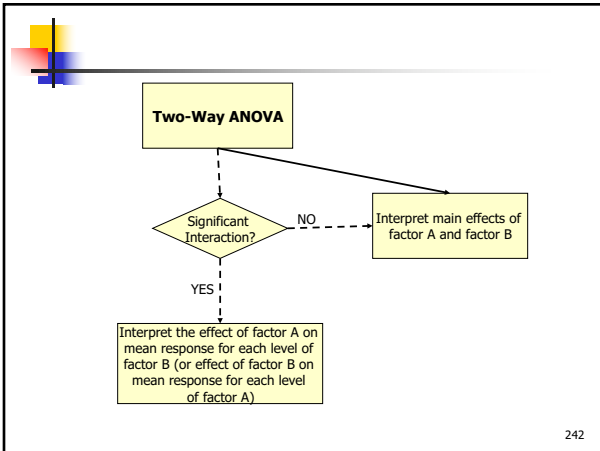 Two-Way ANOVA
Significant
Interaction?
NO
Interpret main effects of
factor A and factor B
YES
Interpret the effect of factor A on
mean response for each level of
factor B (or effect of factor B on
mean response for each level
of factor A)
242